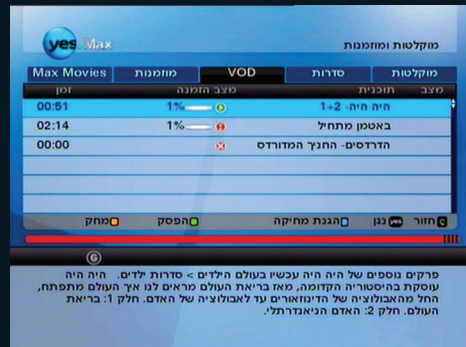 yes Max
מוקלטות ומוזמנות
מוקלטות סדרות VOD מוזמנות Max Movies
מצב תוכנית מצב הזמנה זמן
היה היה- 1+2 1% 00:51
באטמן מתחיל 1% 02:14
הדרדסים- החניך המדורדס 00:00
חזור yes נגן הגנת מחיקה הפסק מחק
G
פרקים נוספים של היה היה עכשיו בעולם הילדים > סדרות ילדים. היה היה
עוסקת בהיסטוריה הקדומה, מאז בריאת העולם מראים לנו איך העולם מתפתח,
החל מהאבולוציה של הדינוזאורים עד לאבולוציה של האדם. חלק 1: בריאת
העולם. חלק 2: האדם הניאנדרתלי.